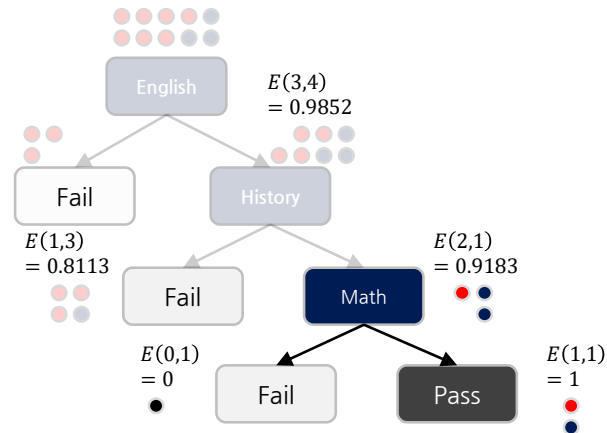 English
E(3,4)
= 0.9852
Fail
History
E(1,3)
= 0.8113
Fail
Math
E(2,1)
= 0.9183
E(0,1)
= 0
Fail
Pass
E(1,1)
= 1